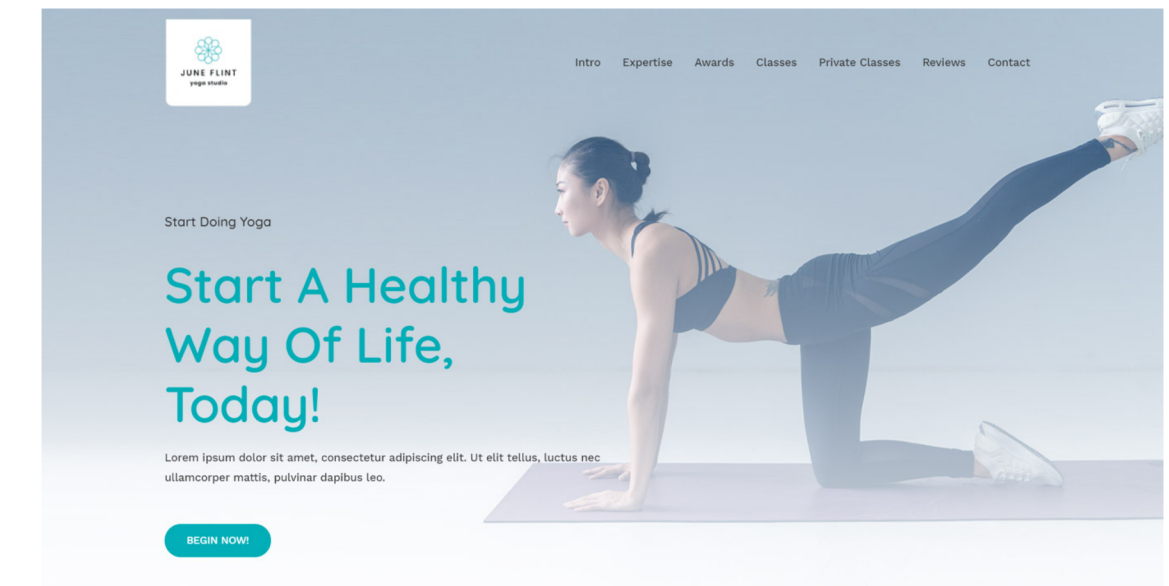 JUNE FLINT
yoga studio
Intro Expertise Awards Classes Private Classes Reviews Contact
Start Doing Yoga
Start A Healthy
Way Of Life,
Today!
Lorem ipsum dolor sit amet, consectetur adipiscing elit. Ut elit tellus, luctus nec
ullamcorper mattis, pulvinar dapibus leo.
BEGIN NOW!